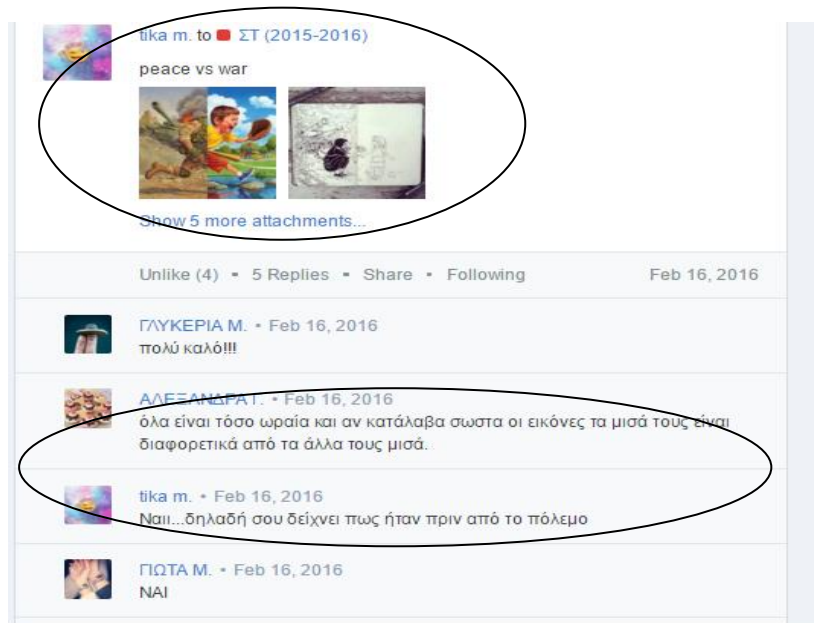 tika m. to ΣΤ (2015-2016)
peace vs war
Show 5 more attachments...
Unlike (4) • 5 Replies • Share • Following Feb 16, 2016
ΓΛΥΚΕΡΙΑ Μ. • Feb 16, 2016
πολύ καλό!!!
ΑΛΕΞΑΝΔΡΑ Γ. • Feb 16, 2016
όλα είναι τόσο ωραία και αν κατάλαβα σωστα οι εικόνες τα μισά τους είναι
διαφορετικά από τα άλλα τους μισά.
tika m. • Feb 16, 2016
Ναιι...δηλαδή σου δείχνει πως ήταν πριν από το πόλεμο
ΓΙΩΤΑ Μ. • Feb 16, 2016
ΝΑΙ